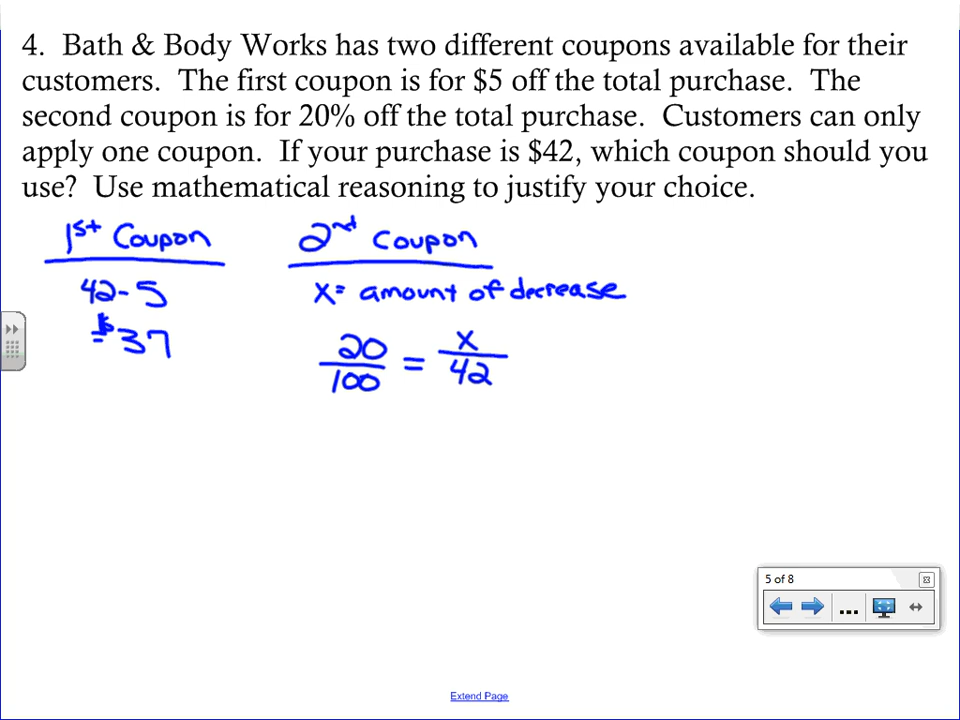 4. Bath & Body Works has two different coupons available for their
customers. The first coupon is for $5 off the total purchase. The
second coupon is for 20% off the total purchase. Customers can only
apply one coupon. If your purchase is $42, which coupon should you
use? Use mathematical reasoning to justify your choice.
1st Coupon
42-5
=$37
2nd Coupon
x= amount of decrease
20/100 = x/42
5 of 8
...
Extend Page